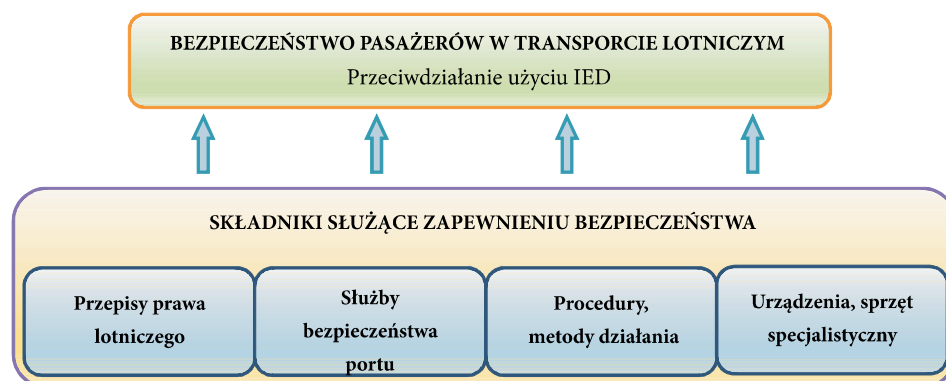 BEZPIECZEŃSTWO PASAŻERÓW W TRANSPORCIE LOTNICZYM
Przeciwdziałanie użyciu IED
SKŁADNIKI SŁUŻĄCE ZAPEWNIENIU BEZPIECZEŃSTWA
Przepisy prawa
lotniczego
Służby
bezpieczeństwa
portu
Procedury,
metody działania
Urządzenia, sprzęt
specjalistyczny